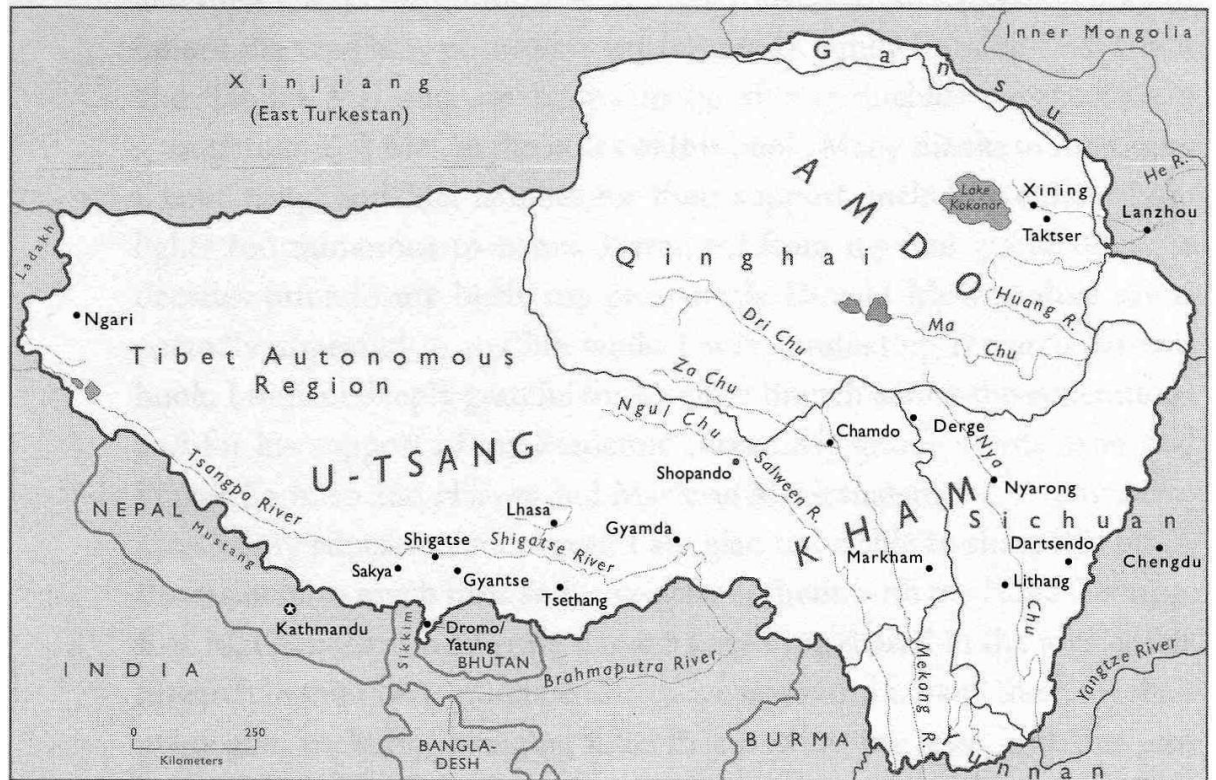 Inner Mongolia
Gansu
Xinjiang
(East Turkestan)
AMDO
He R.
Lake
Kokonor
Xining
Lanzhou
Taktser
Ladakh
Qinghai
Huang R.
Ngari
Dri Chu
Ma
Chu
Tibet Autonomous
Region
Za Chu
Ngul Chu
Derge
Chamdo
Nya
U-TSANG
Tsangpo River
Shopando
Salween R.
Nyarong
KHAM
Sichuan
NEPAL
Mustang
Lhasa
Gyamda
Dartsendo
Shigatse
Shigatse River
Markham
Chengdu
Sakya
Gyantse
Tsethang
Lithang
Chu
Kathmandu
Sikkim
Dromo/
Yatung
BHUTAN
Mekong R.
INDIA
Brahmaputra River
Yangtze River
0 250
Kilometers
BANGLA-
DESH
BURMA
unnan